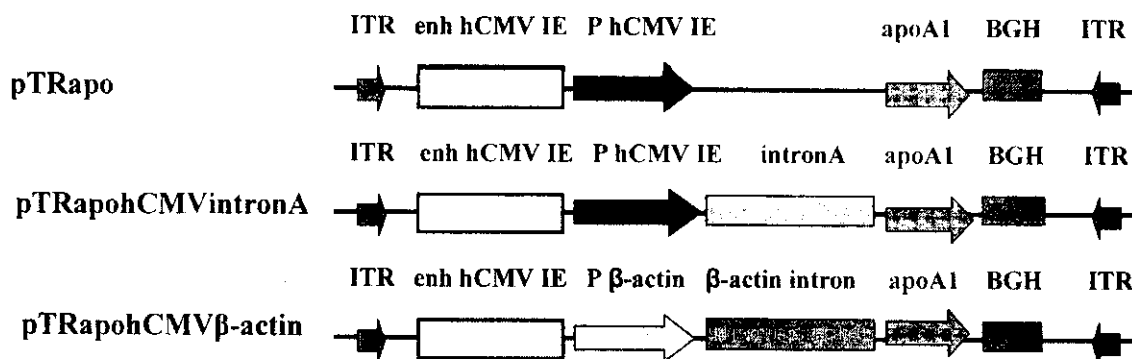 ITR enh hCMV IE P hCMV IE apoA1 BGH ITR
pTRapo
ITR enh hCMV IE P hCMV IE intronA apoA1 BGH ITR
pTRapohCMVintronA
ITR enh hCMV IE P β-actin β-actin intron apoA1 BGH ITR
pTRapohCMVβ-actin